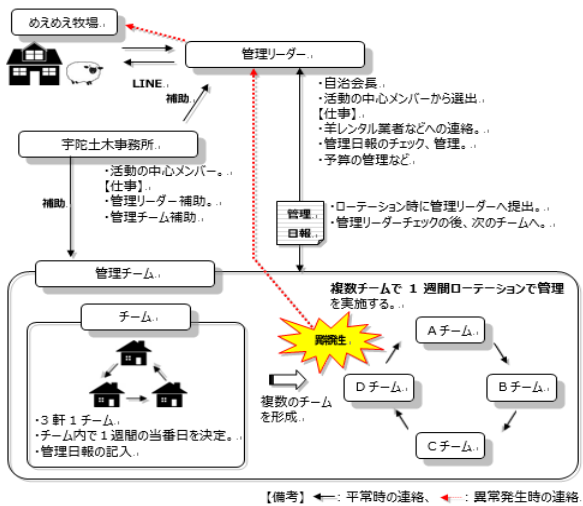 めえめえ牧場
管理リーダー
LINE
補助
・自治会長
・活動の中心メンバーから選出
【仕事】
・羊レンタル業者などへの連絡。
・管理日報のチェック、管理。
・予算の管理など
宇陀土木事務所
・活動の中心メンバー。
【仕事】
・管理リーダー補助。
・管理チーム補助
補助
管理
日報
・ローテーション時に管理リーダーへ提出。
・管理リーダーチェックの後、次のチームへ。
管理チーム
複数チームで 1 週間ローテーションで管理
を実施する。
チーム
・3 軒 1 チーム
・チーム内で 1 週間の当番日を決定。
・管理日報の記入
異常発生
複数のチーム
を形成
A チーム
B チーム
C チーム
D チーム
【備考】 : 平常時の連絡、 : 異常発生時の連絡